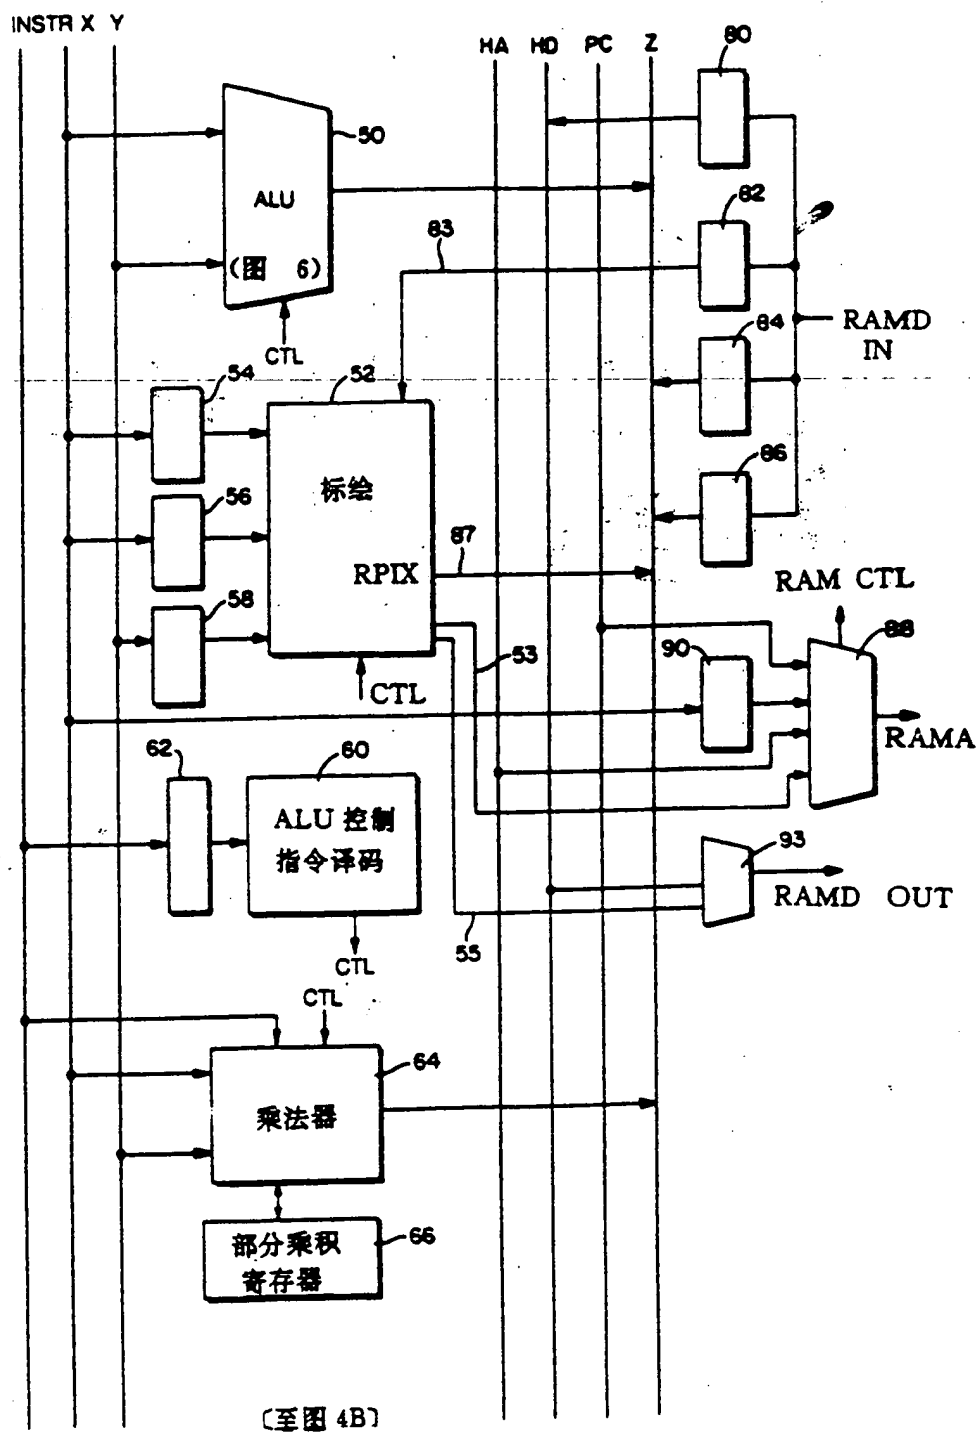 INSTR X Y
HA HD PC Z
80
50
ALU
(图 6)
CTL
82
83
RAMD
IN
84
54
52
标绘
86
56
87
RPIX
RAM CTL
58
53
88
90
CTL
RAMA
62
60
ALU 控制
指令译码
93
RAMD OUT
55
CTL
CTL
64
乘法器
部分乘积
寄存器
66
〔至图 4B〕